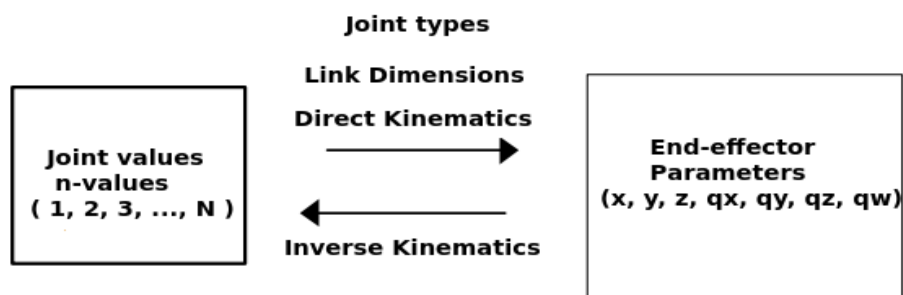 Joint types
Link Dimensions
Direct Kinematics
Joint values
n-values
( 1, 2, 3, ..., N )
End-effector
Parameters
(x, y, z, qx, qy, qz, qw)
Inverse Kinematics